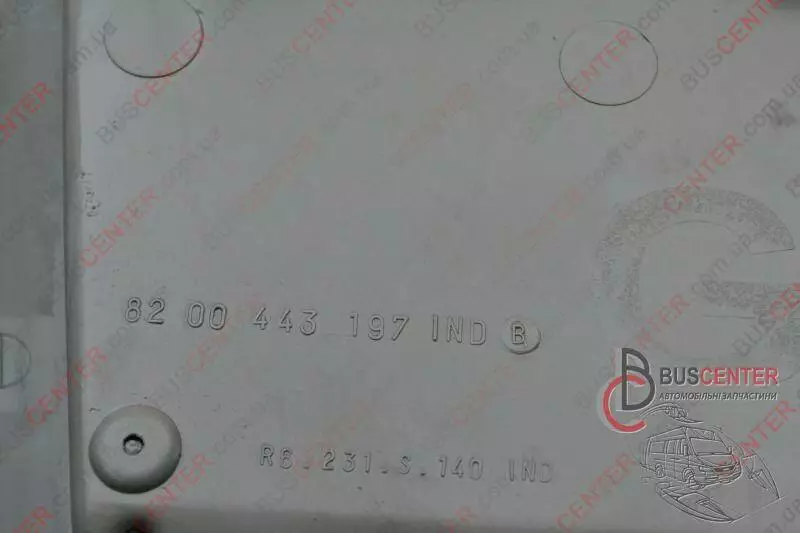 82 00 443 197 IND B
BUSCENTER
АВТОМОБІЛЬНІ ЗАПЧАСТИНИ
R6.231.S.140 IND